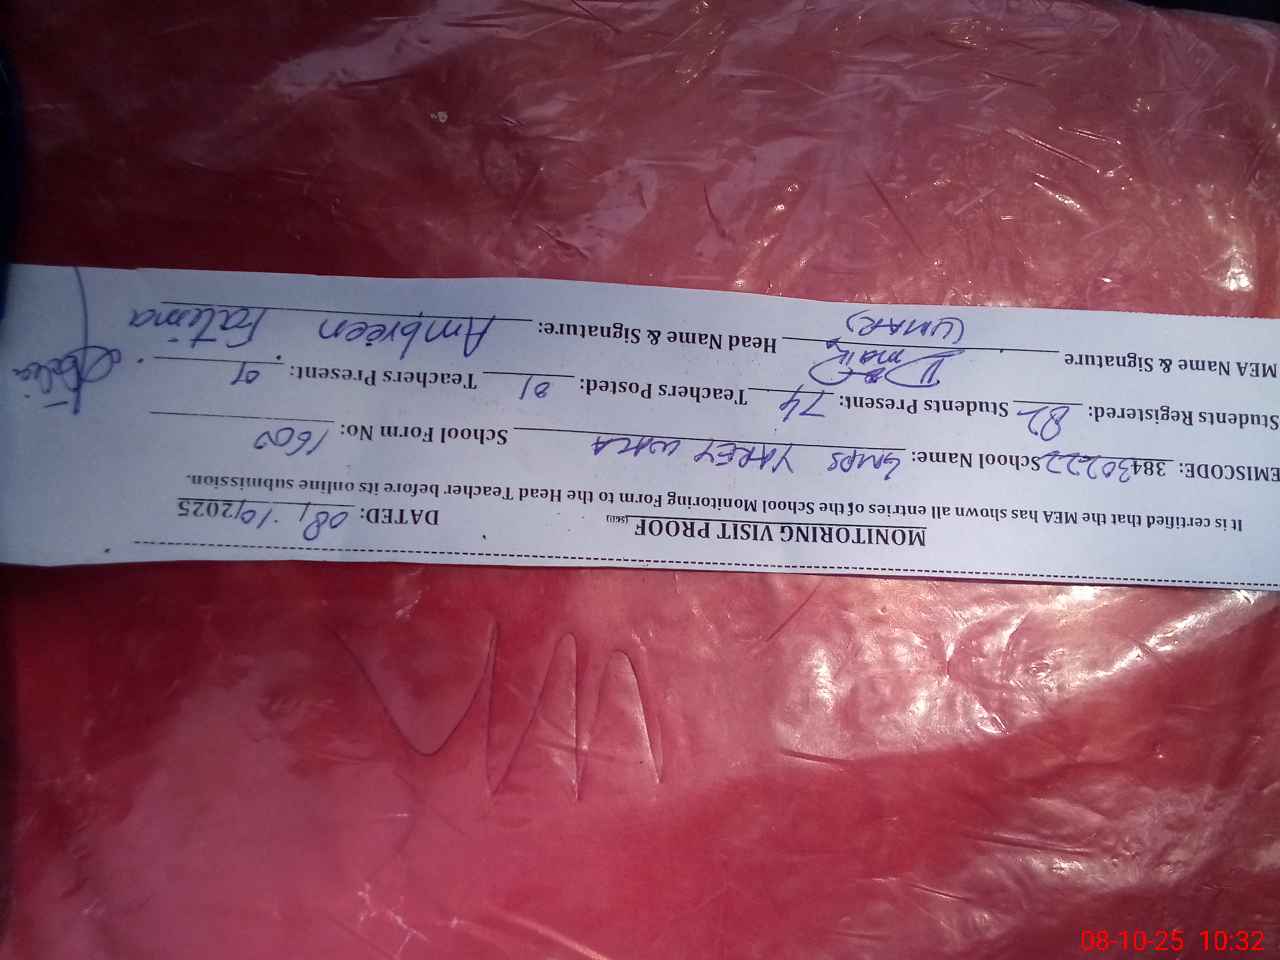 MONITORING VISIT PROOF (SED) DATED: 08/10/2025
It is certified that the MEA has shown all entries of the School Monitoring Form to the Head Teacher before its online submission.
EMISCODE: 38430222 School Name: GMPS YAREY WALA School Form No: 1600
Students Registered: 82 Students Present: 74 Teachers Posted: 01 Teachers Present: 01
MEA Name & Signature (UMAR) Head Name & Signature: Ambreen Fatima
08-10-25 10:32